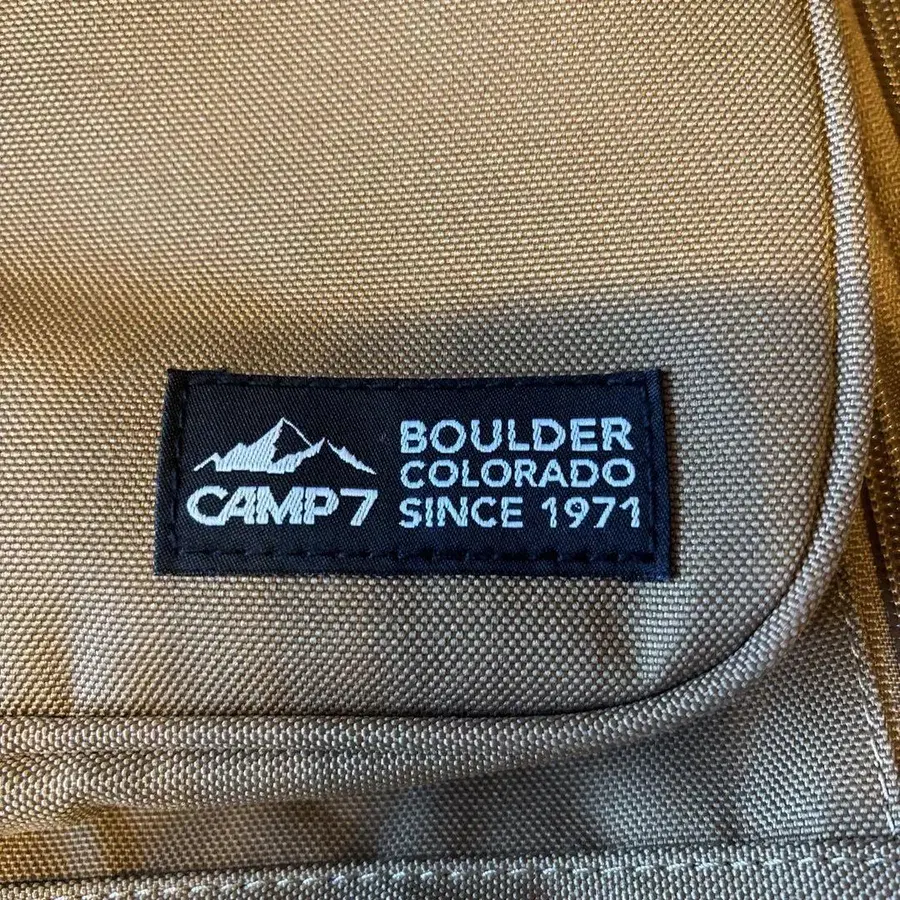 CAMP7
BOULDER
COLORADO
SINCE 1971